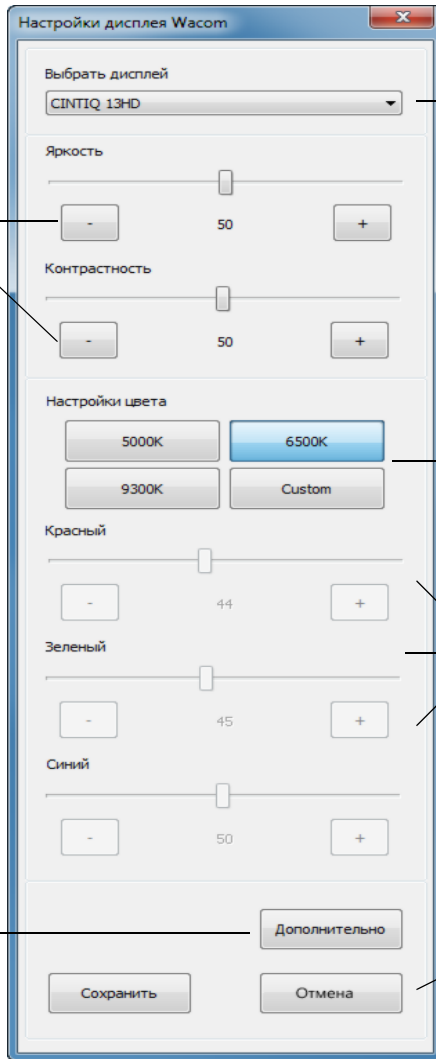 Настройки дисплея Wacom
Выбрать дисплей
CINTIQ 13HD
Яркость
- 50 +
Контрастность
- 50 +
Настройки цвета
5000K 6500K
9300K Custom
Красный
- 44 +
Зеленый
- 45 +
Синий
- 50 +
Дополнительно
Сохранить Отмена